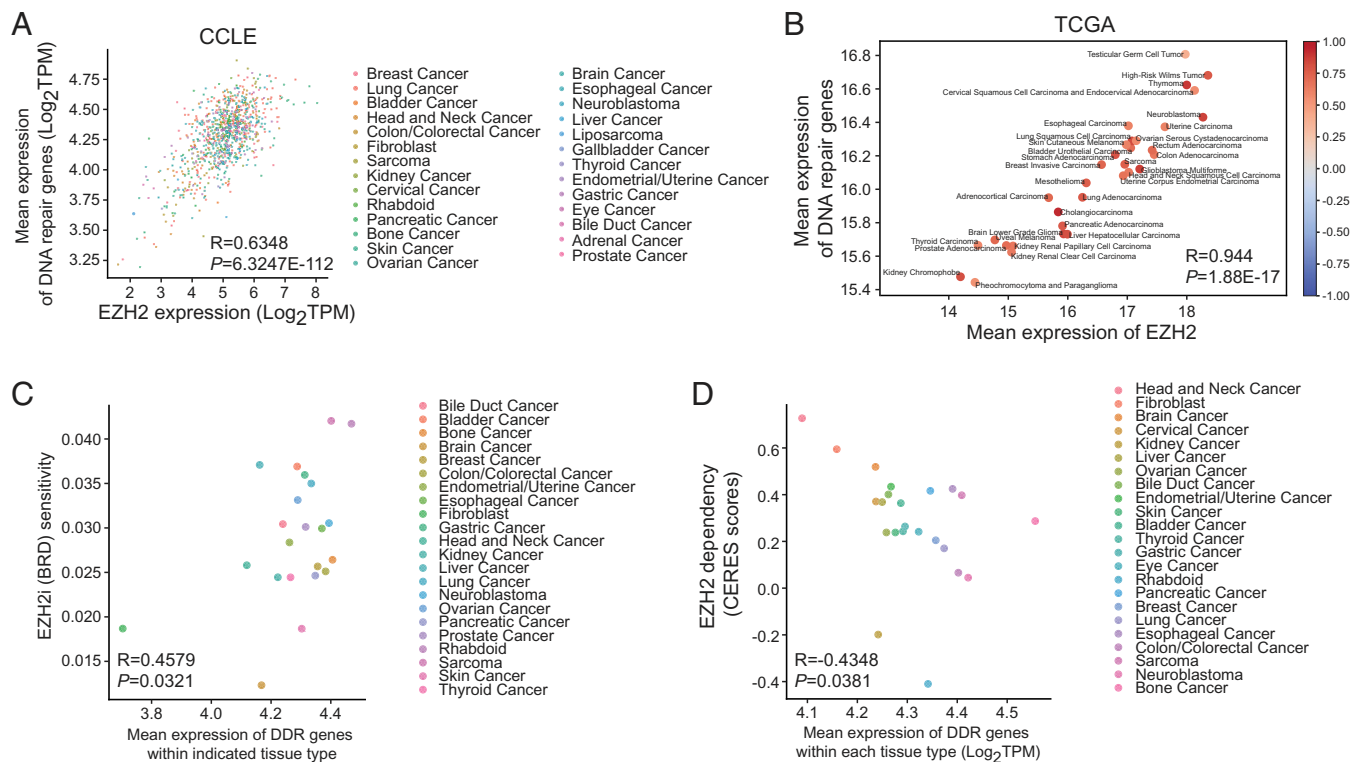 A
CCLE
Mean expression
of DNA repair genes (Log2TPM)
4.75
4.50
4.25
4.00
3.75
3.50
3.25
R=0.6348
P=6.3247E-112
2 3 4 5 6 7 8
EZH2 expression (Log2TPM)
Breast Cancer
Lung Cancer
Bladder Cancer
Head and Neck Cancer
Colon/Colorectal Cancer
Fibroblast
Sarcoma
Kidney Cancer
Cervical Cancer
Rhabdoid
Pancreatic Cancer
Bone Cancer
Skin Cancer
Ovarian Cancer
Brain Cancer
Esophageal Cancer
Neuroblastoma
Liver Cancer
Liposarcoma
Gallbladder Cancer
Thyroid Cancer
Endometrial/Uterine Cancer
Gastric Cancer
Eye Cancer
Bile Duct Cancer
Adrenal Cancer
Prostate Cancer
B
TCGA
Mean expression
of DNA repair genes
16.8
16.6
16.4
16.2
16.0
15.8
15.6
15.4
Testicular Germ Cell Tumor
High-Risk Wilms Tumor
Thymoma
Cervical Squamous Cell Carcinoma and Endocervical Adenocarcinoma
Neuroblastoma
Esophageal Carcinoma
Uterine Carcinoma
Lung Squamous Cell Carcinoma
Ovarian Serous Cystadenocarcinoma
Skin Cutaneous Melanoma
Rectum Adenocarcinoma
Bladder Urothelial Carcinoma
Colon Adenocarcinoma
Stomach Adenocarcinoma
Sarcoma
Breast Invasive Carcinoma
Glioblastoma Multiforme
Head and Neck Squamous Cell Carcinoma
Mesothelioma
Uterine Corpus Endometrial Carcinoma
Adrenocortical Carcinoma
Lung Adenocarcinoma
Cholangiocarcinoma
Pancreatic Adenocarcinoma
Brain Lower Grade Glioma
Liver Hepatocellular Carcinoma
Thyroid Carcinoma
Uveal Melanoma
Prostate Adenocarcinoma
Kidney Renal Papillary Cell Carcinoma
Kidney Renal Clear Cell Carcinoma
Kidney Chromophobe
Pheochromocytoma and Paraganglioma
R=0.944
P=1.88E-17
14 15 16 17 18
Mean expression of EZH2
1.00
0.75
0.50
0.25
0.00
-0.25
-0.50
-0.75
-1.00
C
EZH2i (BRD) sensitivity
0.040
0.035
0.030
0.025
0.020
0.015
R=0.4579
P=0.0321
3.8 4.0 4.2 4.4
Mean expression of DDR genes
within indicated tissue type
Bile Duct Cancer
Bladder Cancer
Bone Cancer
Brain Cancer
Breast Cancer
Colon/Colorectal Cancer
Endometrial/Uterine Cancer
Esophageal Cancer
Fibroblast
Gastric Cancer
Head and Neck Cancer
Kidney Cancer
Liver Cancer
Lung Cancer
Neuroblastoma
Ovarian Cancer
Pancreatic Cancer
Prostate Cancer
Rhabdoid
Sarcoma
Skin Cancer
Thyroid Cancer
D
EZH2 dependency
(CERES scores)
0.6
0.4
0.2
0.0
-0.2
-0.4
R=-0.4348
P=0.0381
4.1 4.2 4.3 4.4 4.5
Mean expression of DDR genes
within each tissue type (Log2TPM)
Head and Neck Cancer
Fibroblast
Brain Cancer
Cervical Cancer
Kidney Cancer
Liver Cancer
Ovarian Cancer
Bile Duct Cancer
Endometrial/Uterine Cancer
Skin Cancer
Bladder Cancer
Thyroid Cancer
Gastric Cancer
Eye Cancer
Rhabdoid
Pancreatic Cancer
Breast Cancer
Lung Cancer
Esophageal Cancer
Colon/Colorectal Cancer
Sarcoma
Neuroblastoma
Bone Cancer